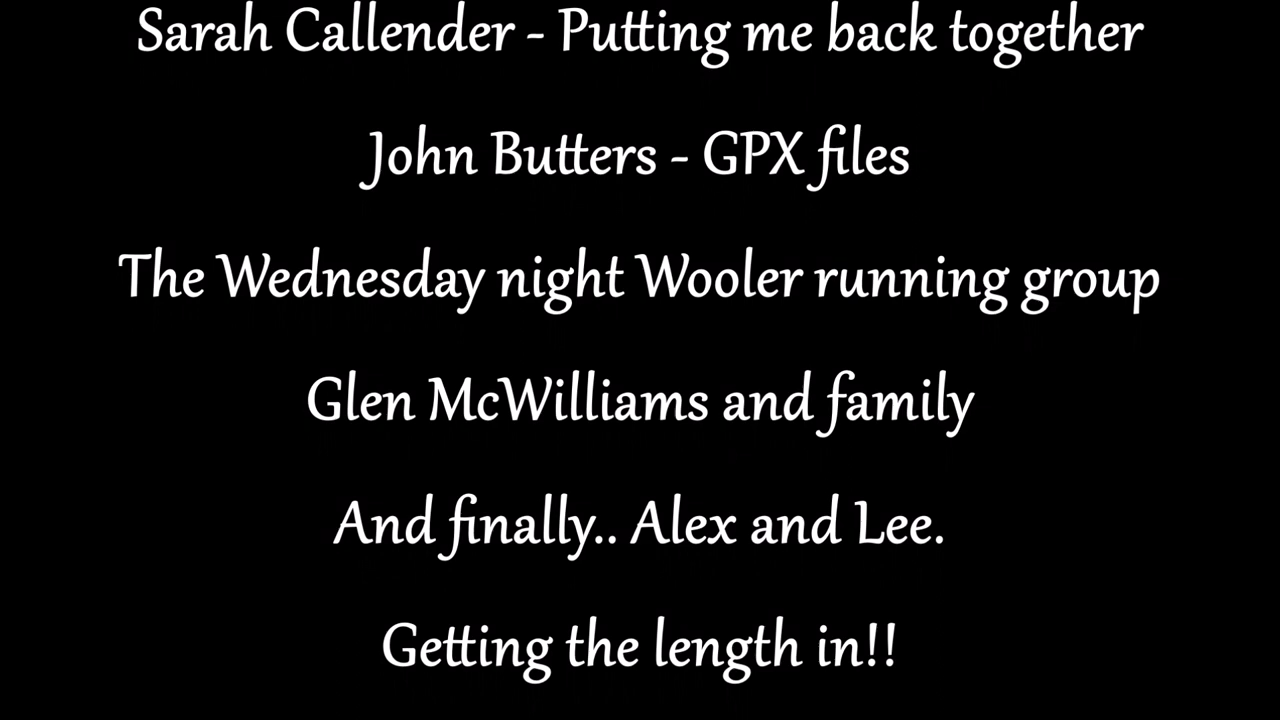 Sarah Callender - Putting me back together
John Butters - GPX files
The Wednesday night Wooler running group
Glen McWilliams and family
And finally.. Alex and Lee.
Getting the length in!!